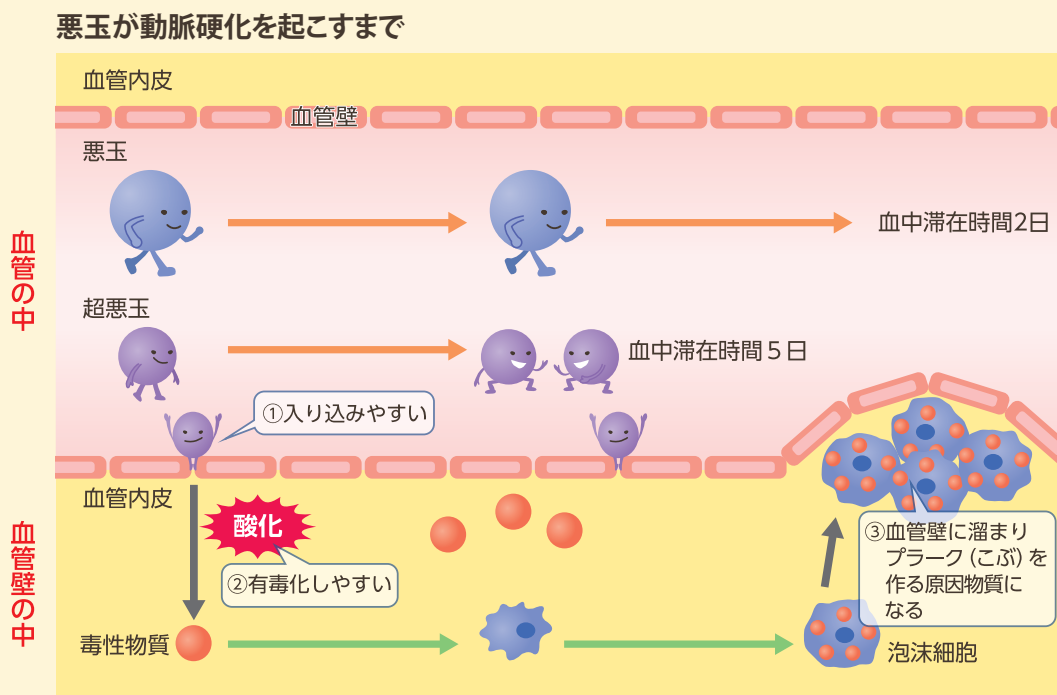 悪玉が動脈硬化を起こすまで
血管内皮
血管壁
血管の中
悪玉
血中滞在時間2日
超悪玉
血中滞在時間５日
①入り込みやすい
血管壁の中
血管内皮
酸化
②有毒化しやすい
③血管壁に溜まり
プラーク（こぶ）を
作る原因物質に
なる
毒性物質
泡沫細胞